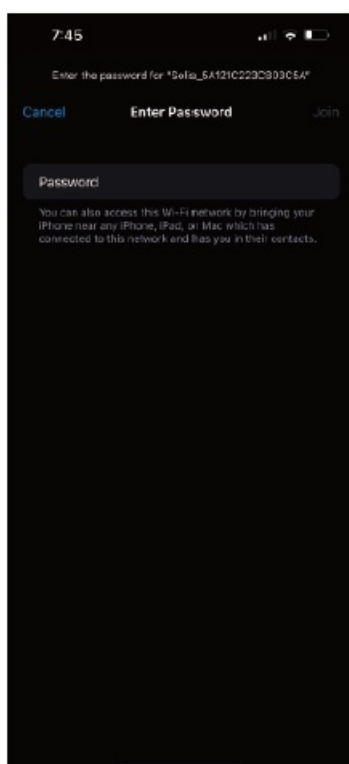 7:45
Enter the password for
Cancel
Enter Password
Join
Password
You can also access this Wi-Fi network by bringing your
iPhone near any iPhone, iPad, or Mac which has
connected to this network and has you in their contacts.